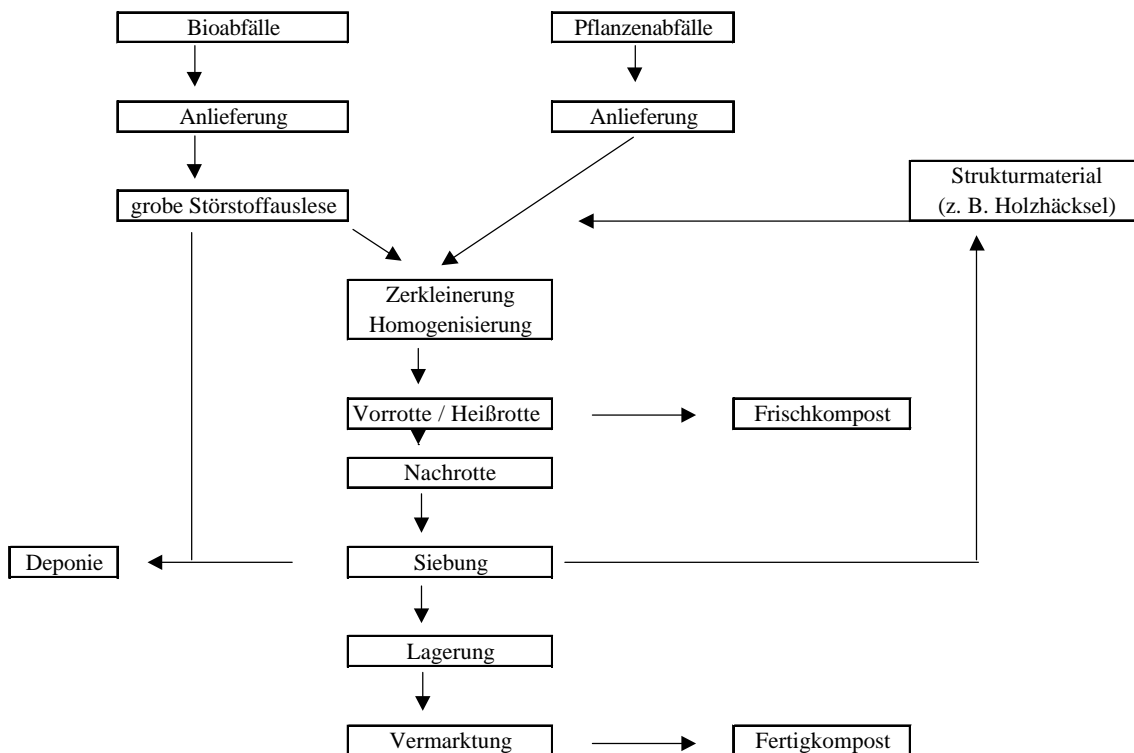 Bioabfälle
Pflanzenabfälle
Anlieferung
Anlieferung
Strukturmaterial
(z. B. Holzhäcksel)
grobe Störstoffauslese
Zerkleinerung
Homogenisierung
Vorrotte / Heißrotte
Frischkompost
Nachrotte
Deponie
Siebung
Lagerung
Vermarktung
Fertigkompost